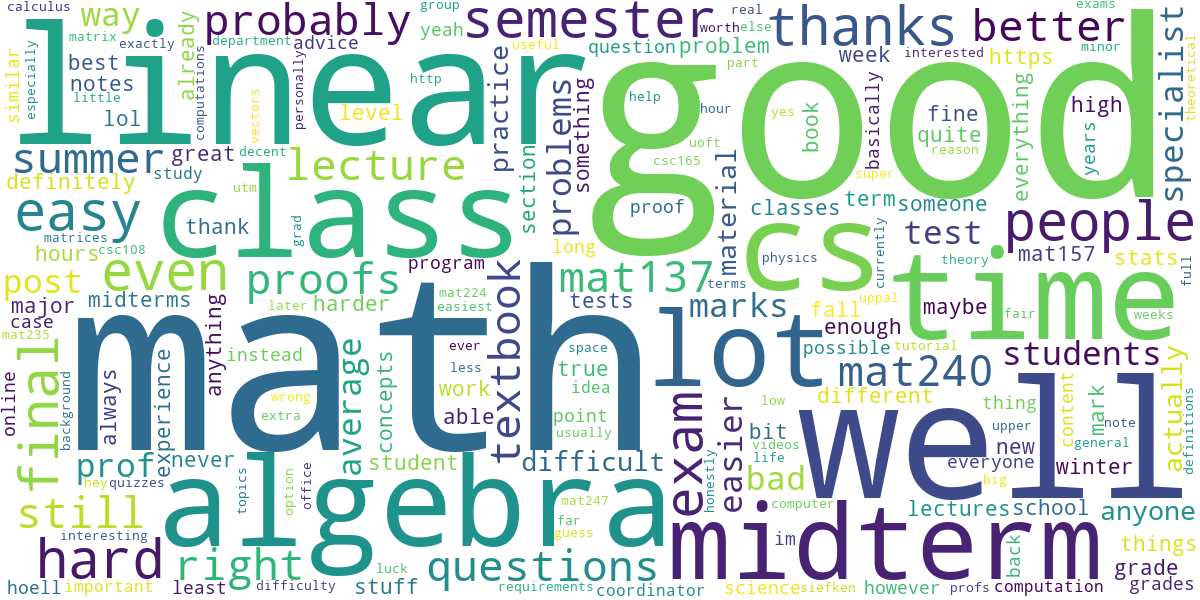 calculus
way
probably
group
yeah
semester
thanks
worth
else
real
better
exams
minor
matrix
exactly
department
advice
already
useful
question
problem
part
week
interested
https
similar
especially
best
notes
little
lol
linear
computations
vectors
personally
http
level
practice
problems
something
help
hour
good
yes
book
basically
fine
quite
reason
everything
high
years
specialist
theoretical
summer
great
decent
study
definitely
utm
lecture
section
csc165
uoft
super
material
proof
classes
term
someone
easy
class
thank
grad
matrices
csc108
hours
long
cs
physics
currently
test
people
theory
mat157
stats
full
post
even
proofs
program
mat137
terms
time
major
midterms
later
harder
mat224
easiest
tests
marks
fall
uppal
maybe
fair
weeks
case
mat235
math
textbook
lot
enough
possible
tutorial
students
online
final
background
always
experience
anything
instead
average
concepts
ever
less
work
able
space
true
idea
point
usually
mat240
different
low
easier
exam
well
thing
content
mark
actually
definitions
wrong
extra
prof
never
hey
quizzes
student
difficult
bit
videos
life
bad
honestly
upper
note
new
general
everyone
winter
big
still
algebra
topics
option
office
mat247
far
guess
computer
im
midterm
lectures
school
anyone
interesting
hard
right
questions
back
things
grade
hoell
important
least
difficulty
luck
stuff
requirements
coordinator
science
siefken
however
profs
computation
grades